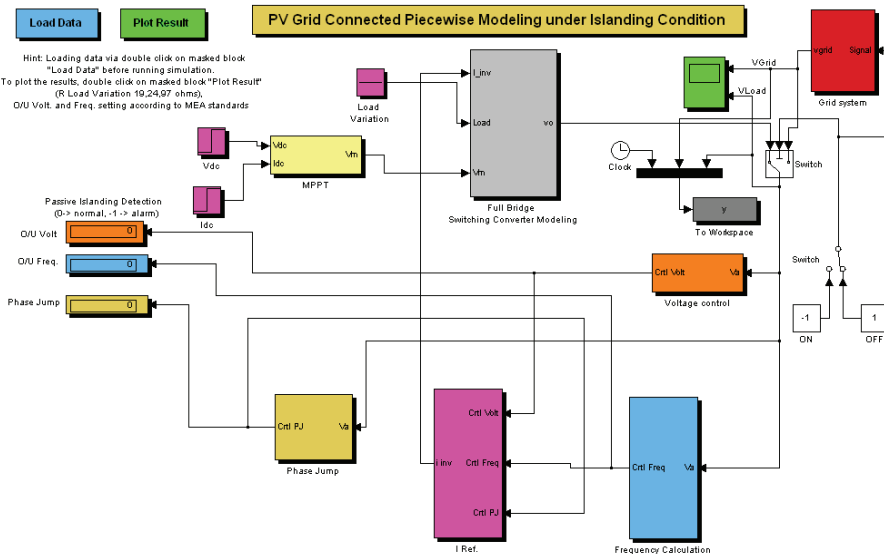 Load Data
Plot Result
PV Grid Connected Piecewise Modeling under Islanding Condition
Hint: Loading data via double click on masked block
"Load Data" before running simulation.
To plot the results, double click on masked block "Plot Result"
(R Load Variation 19,24,97 ohms),
O/U Volt. and Freq. setting according to MEA standards
Load
Variation
I_inv
Load
Vm
vo
Full Bridge
Switching Converter Modeling
VGrid
VLoad
vgrid
Signal
Grid system
Vdc
Idc
Vdc
Idc
Vm
MPPT
Clock
Switch
y
To Workspace
Passive Islanding Detection
(0-> normal, -1 -> alarm)
O/U Volt
0
O/U Freq.
0
Phase Jump
0
Crtl Volt
Va
Voltage control
Switch
-1
ON
1
OFF
Crtl PJ
Va
Phase Jump
Crtl Volt
i inv
Crtl Freq
Crtl PJ
I Ref.
Crtl Freq
Va
Frequency Calculation